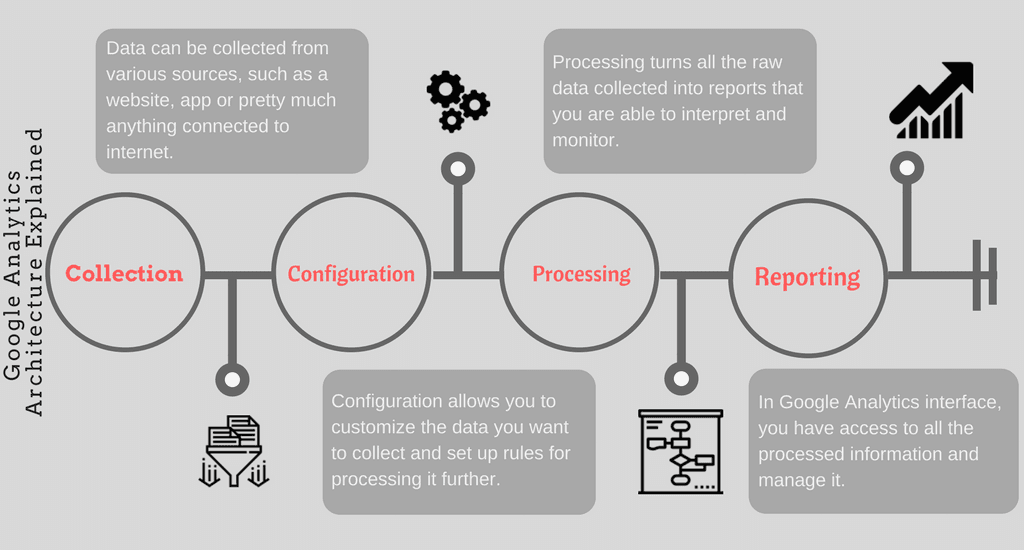 Google Analytics
Architecture Explained
Data can be collected from
various sources, such as a
website, app or pretty much
anything connected to
internet.
Processing turns all the raw
data collected into reports that
you are able to interpret and
monitor.
Collection
Configuration
Processing
Reporting
Configuration allows you to
customize the data you want
to collect and set up rules for
processing it further.
In Google Analytics interface,
you have access to all the
processed information and
manage it.